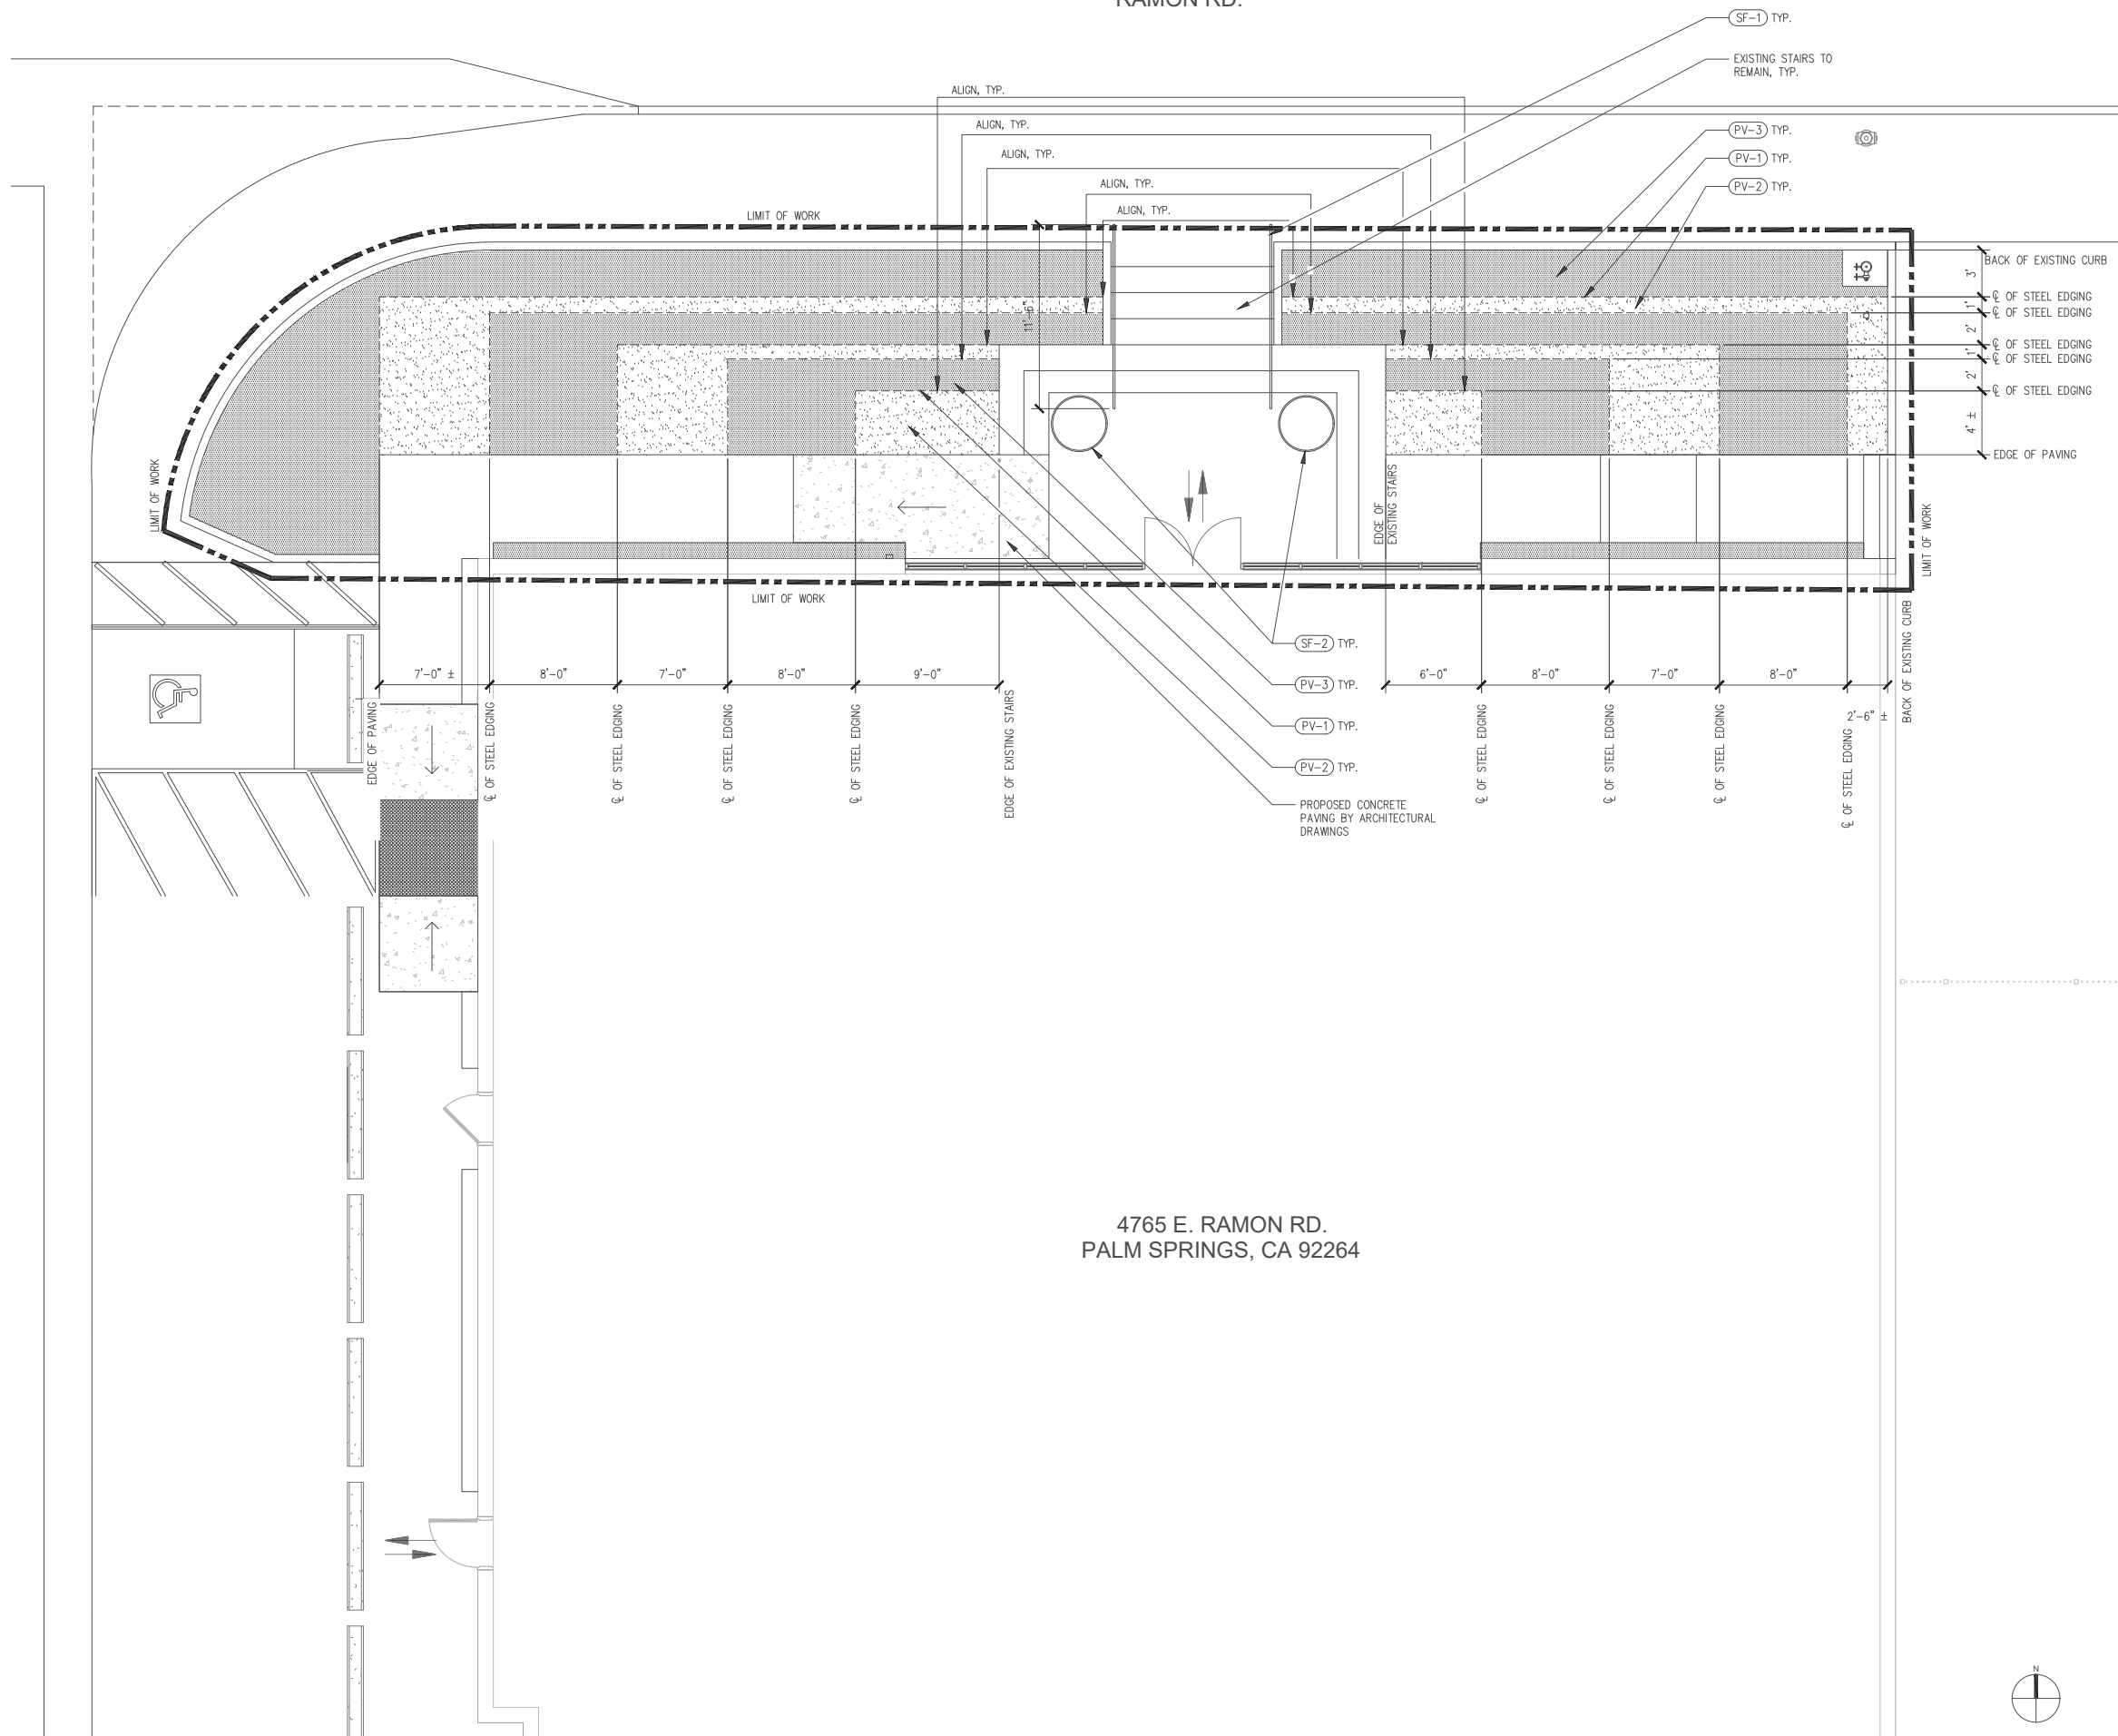 RAMON RD.
SF-1 TYP.
EXISTING STAIRS TO
REMAIN, TYP.
ALIGN, TYP.
ALIGN, TYP.
ALIGN, TYP.
ALIGN, TYP.
ALIGN, TYP.
PV-3 TYP.
PV-1 TYP.
PV-2 TYP.
LIMIT OF WORK
11'-6"
BACK OF EXISTING CURB
3"
℄ OF STEEL EDGING
1'
℄ OF STEEL EDGING
2'
℄ OF STEEL EDGING
1'
℄ OF STEEL EDGING
2'
℄ OF STEEL EDGING
4' ±
EDGE OF PAVING
LIMIT OF WORK
EDGE OF
EXISTING STAIRS
LIMIT OF WORK
LIMIT OF WORK
SF-2 TYP.
PV-3 TYP.
PV-1 TYP.
PV-2 TYP.
PROPOSED CONCRETE
PAVING BY ARCHITECTURAL
DRAWINGS
7'-0" ±
8'-0"
7'-0"
8'-0"
9'-0"
6'-0"
8'-0"
7'-0"
8'-0"
2'-6" ±
EDGE OF PAVING
℄ OF STEEL EDGING
℄ OF STEEL EDGING
℄ OF STEEL EDGING
℄ OF STEEL EDGING
EDGE OF EXISTING STAIRS
℄ OF STEEL EDGING
℄ OF STEEL EDGING
℄ OF STEEL EDGING
℄ OF STEEL EDGING
BACK OF EXISTING CURB
4765 E. RAMON RD.
PALM SPRINGS, CA 92264
N